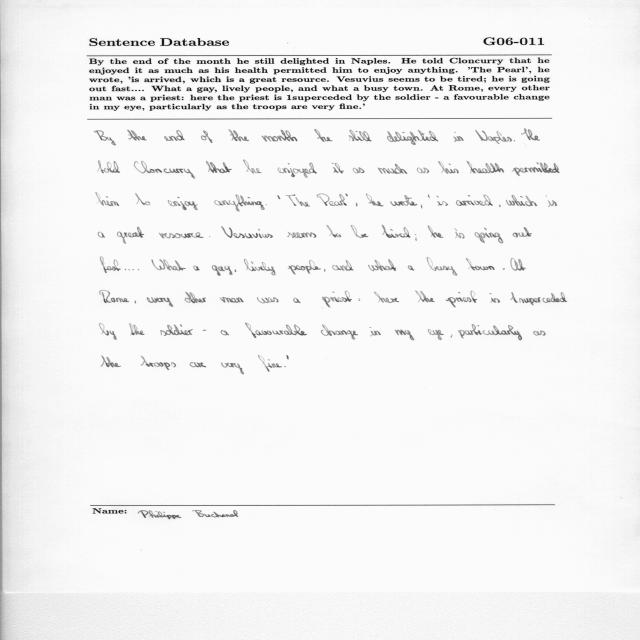 Sentence Database G06-011
By the end of the month he still delighted in Naples. He told Cloncurry that he
enjoyed it as much as his health permitted him to enjoy anything. 'The Pearl', he
wrote, 'is arrived, which is a great resource. Vesuvius seems to be tired; he is going
out fast.... What a gay, lively people, and what a busy town. At Rome, every other
man was a priest: here the priest is 1superceded by the soldier - a favourable change
in my eye, particularly as the troops are very fine.'
By the end of the month he still delighted in Naples. He
told Cloncurry that he enjoyed it as much as his health permitted
him to enjoy anything. 'The Pearl', he wrote, 'is arrived, which is
a great resource. Vesuvius seems to be tired; he is going out
fast.... What a gay, lively people, and what a busy town. At
Rome, every other man was a priest: here the priest is 1superceded
by the soldier - a favourable change in my eye, particularly as
the troops are very fine.'
Name: Philippe